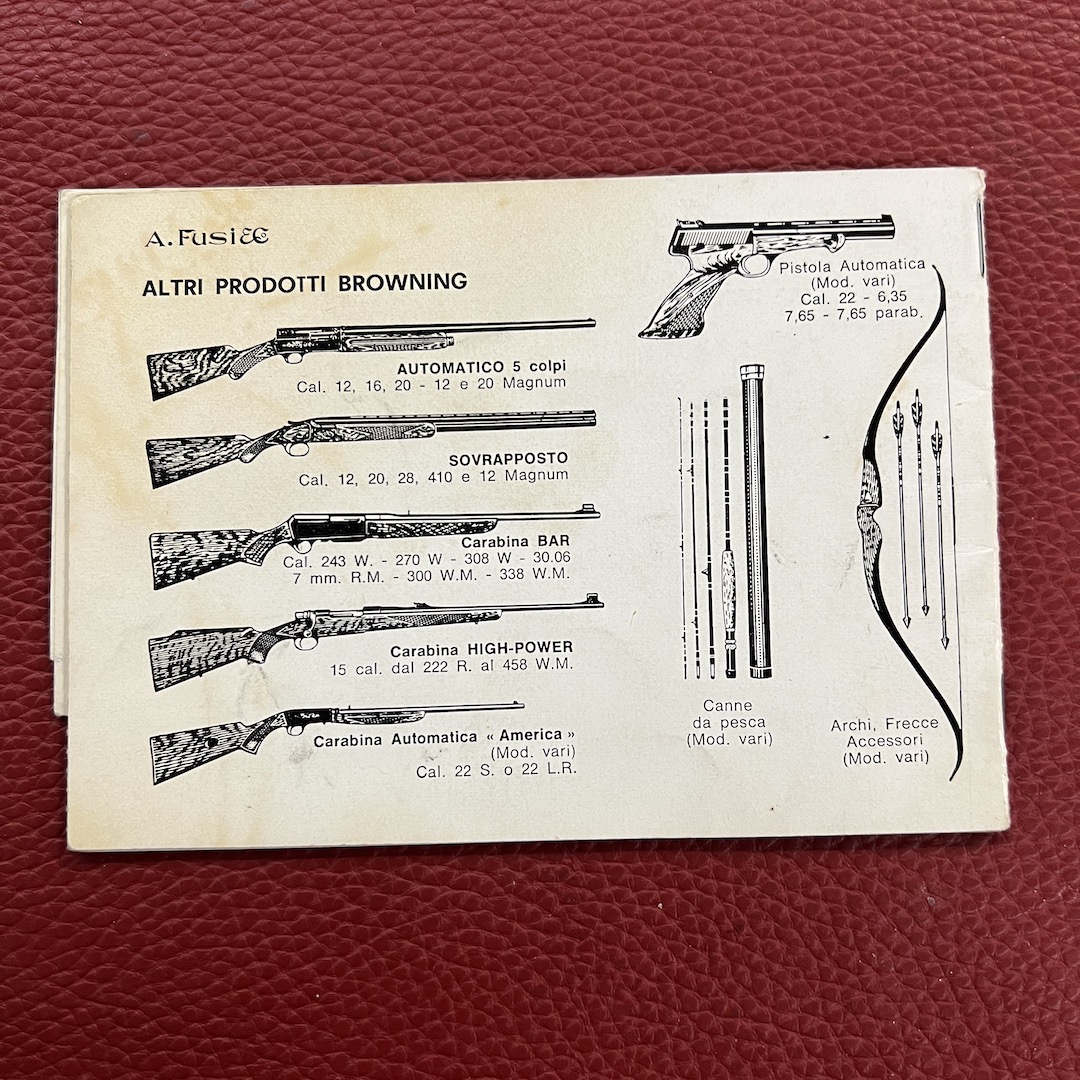 A. Fusi & C
ALTRI PRODOTTI BROWNING
AUTOMATICO 5 colpi
Cal. 12, 16, 20 - 12 e 20 Magnum
SOVRAPPOSTO
Cal. 12, 20, 28, 410 e 12 Magnum
Carabina BAR
Cal. 243 W. - 270 W - 308 W - 30.06
7 mm. R.M. - 300 W.M. - 338 W.M.
Carabina HIGH-POWER
15 cal. dal 222 R. al 458 W.M.
Carabina Automatica « America »
(Mod. vari)
Cal. 22 S. o 22 L.R.
Pistola Automatica
(Mod. vari)
Cal. 22 - 6,35
7,65 - 7,65 parab.
Canne
da pesca
(Mod. vari)
Archi, Frecce
Accessori
(Mod. vari)